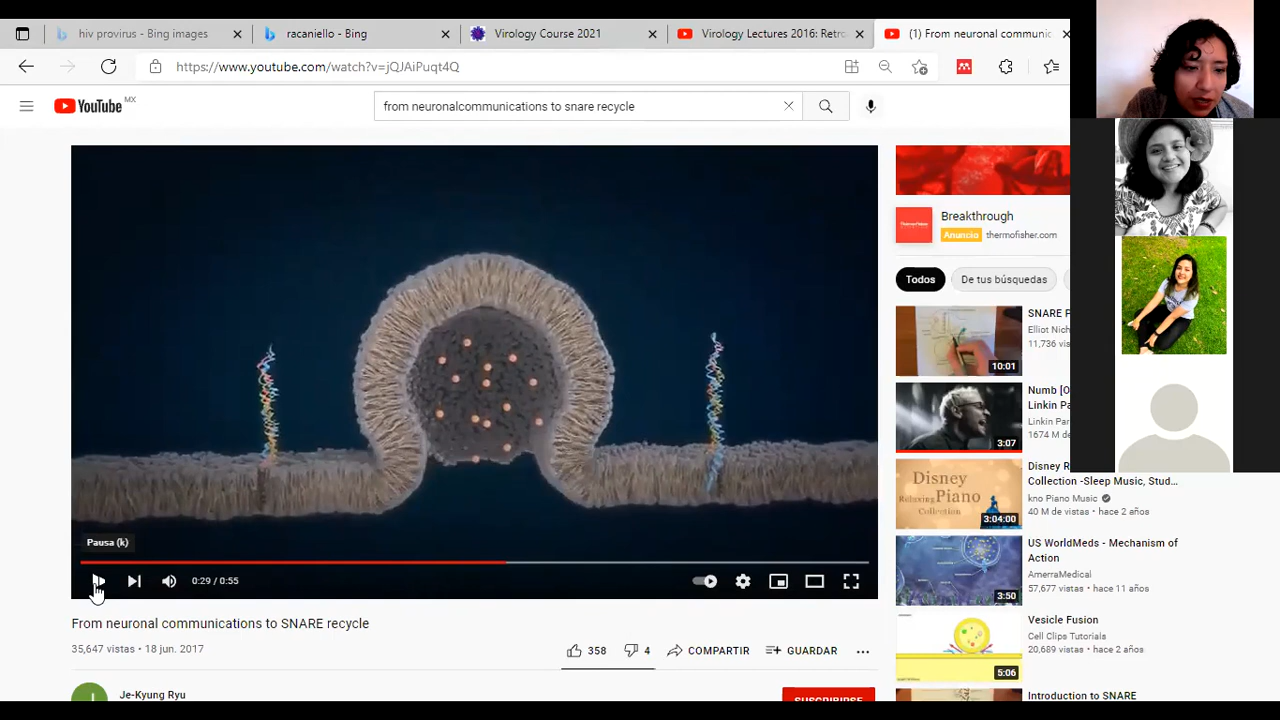 hiv provirus - Bing images
racaniello - Bing
Virology Course 2021
Virology Lectures 2016: Retro
(1) From neuronal communic
https://www.youtube.com/watch?v=jQJAiPuqt4Q
YouTube MX
from neuronalcommunications to snare recycle
Breakthrough
Anuncio thermofisher.com
Todos
De tus búsquedas
SNARE P
Elliot Nich
11,736 vis
10:01
Numb [O
Linkin Pa
Linkin Par
1674 M de
3:07
Disney
Relaxing Piano
Collection
3:04:00
Disney R
Collection -Sleep Music, Stud...
kno Piano Music
40 M de vistas • hace 2 años
US WorldMeds - Mechanism of
Action
AmerraMedical
57,677 vistas • hace 11 años
3:50
Vesicle Fusion
Cell Clips Tutorials
20,689 vistas • hace 2 años
5:06
Introduction to SNARE
Pausa (k)
0:29 / 0:55
From neuronal communications to SNARE recycle
35,647 vistas • 18 jun. 2017
358
4
COMPARTIR
GUARDAR
J
Je-Kyung Ryu
SUSCRIBIRSE